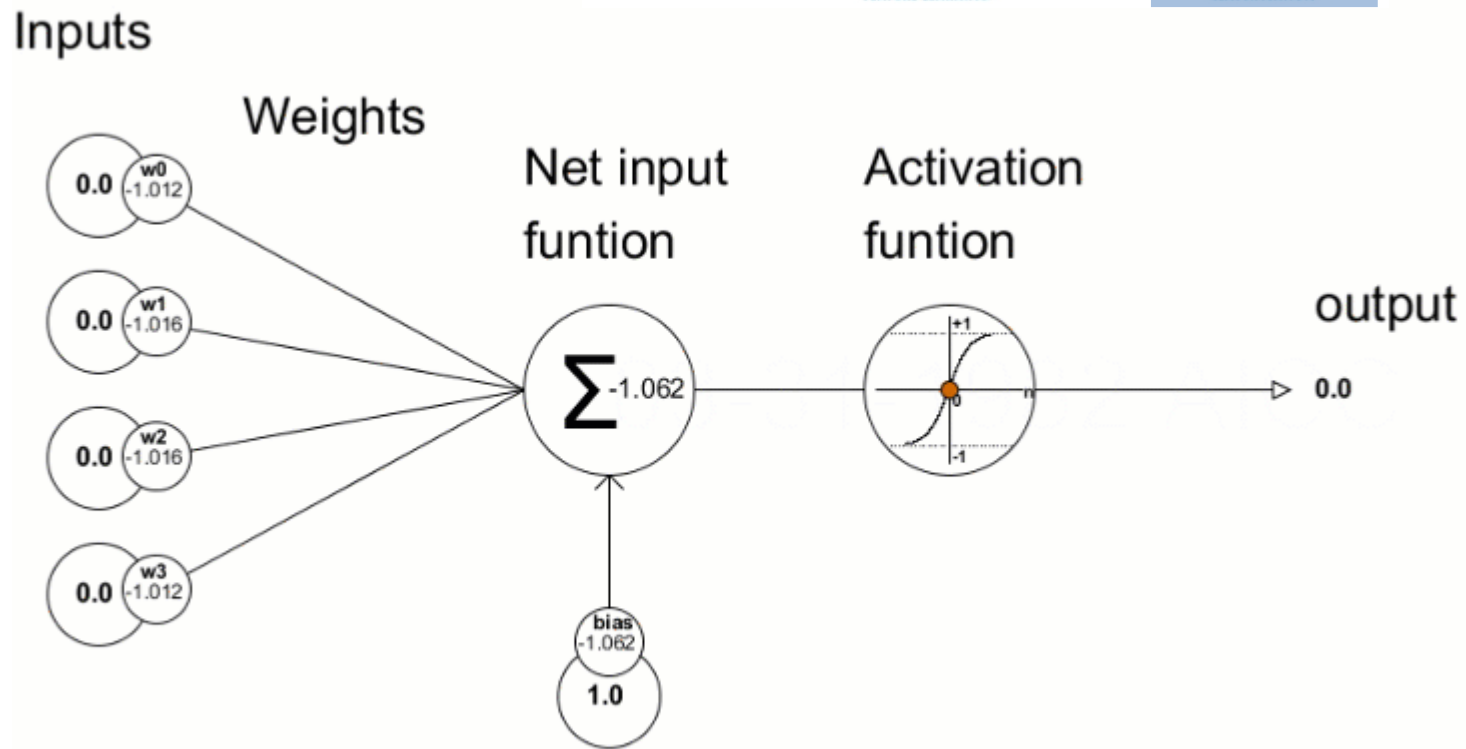 Inputs
Weights
Net input
funtion
Activation
funtion
output
0.0
w0
-1.012
0.0
w1
-1.016
0.0
w2
-1.016
0.0
w3
-1.012
Σ
-1.062
+1
0
n
-1
0.0
bias
-1.062
1.0